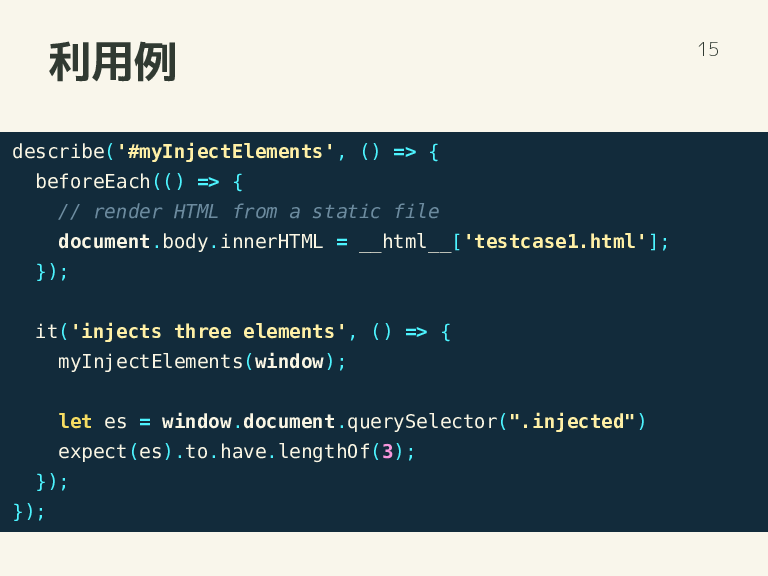 利用例
15
describe('#myInjectElements', () => {
  beforeEach(() => {
    // render HTML from a static file
    document.body.innerHTML = __html__['testcase1.html'];
  });

  it('injects three elements', () => {
    myInjectElements(window);

    let es = window.document.querySelector(".injected")
    expect(es).to.have.lengthOf(3);
  });
});